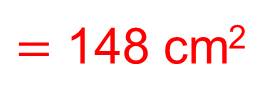 = 148 cm²